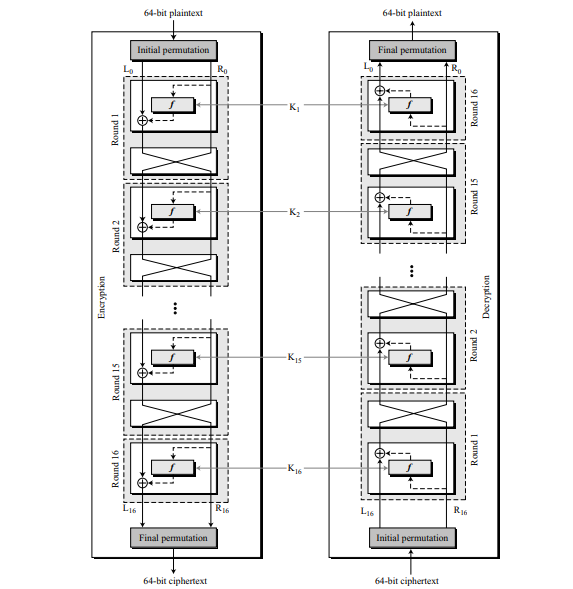 64-bit plaintext
64-bit plaintext
Initial permutation
Final permutation
L0
R0
L0
R0
Round 1
f
K1
f
Round 16
Round 2
f
K2
f
Round 15
Encryption
Decryption
Round 15
f
K15
f
Round 2
Round 16
f
K16
f
Round 1
L16
R16
L16
R16
Final permutation
Initial permutation
64-bit ciphertext
64-bit ciphertext